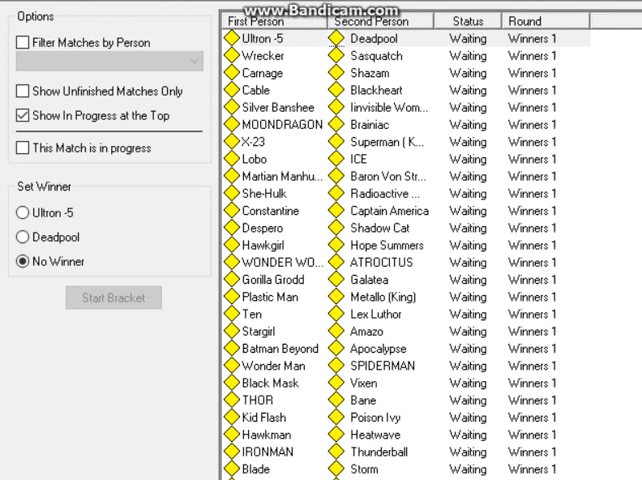 www.Bandicam.com
Options
Filter Matches by Person
Show Unfinished Matches Only
Show In Progress at the Top
This Match is in progress
Set Winner
Ultron -5
Deadpool
No Winner
Start Bracket
First Person Second Person Status Round
Ultron -5 Deadpool Waiting Winners 1
Wrecker Sasquatch Waiting Winners 1
Carnage Shazam Waiting Winners 1
Cable Blackheart Waiting Winners 1
Silver Banshee Iinvisible Wom... Waiting Winners 1
MOONDRAGON Brainiac Waiting Winners 1
X-23 Superman ( K... Waiting Winners 1
Lobo ICE Waiting Winners 1
Martian Manhu... Baron Von Str... Waiting Winners 1
She-Hulk Radioactive ... Waiting Winners 1
Constantine Captain America Waiting Winners 1
Despero Shadow Cat Waiting Winners 1
Hawkgirl Hope Summers Waiting Winners 1
WONDER WO... ATROCITUS Waiting Winners 1
Gorilla Grodd Galatea Waiting Winners 1
Plastic Man Metallo (King) Waiting Winners 1
Ten Lex Luthor Waiting Winners 1
Stargirl Amazo Waiting Winners 1
Batman Beyond Apocalypse Waiting Winners 1
Wonder Man SPIDERMAN Waiting Winners 1
Black Mask Vixen Waiting Winners 1
THOR Bane Waiting Winners 1
Kid Flash Poison Ivy Waiting Winners 1
Hawkman Heatwave Waiting Winners 1
IRONMAN Thunderball Waiting Winners 1
Blade Storm Waiting Winners 1